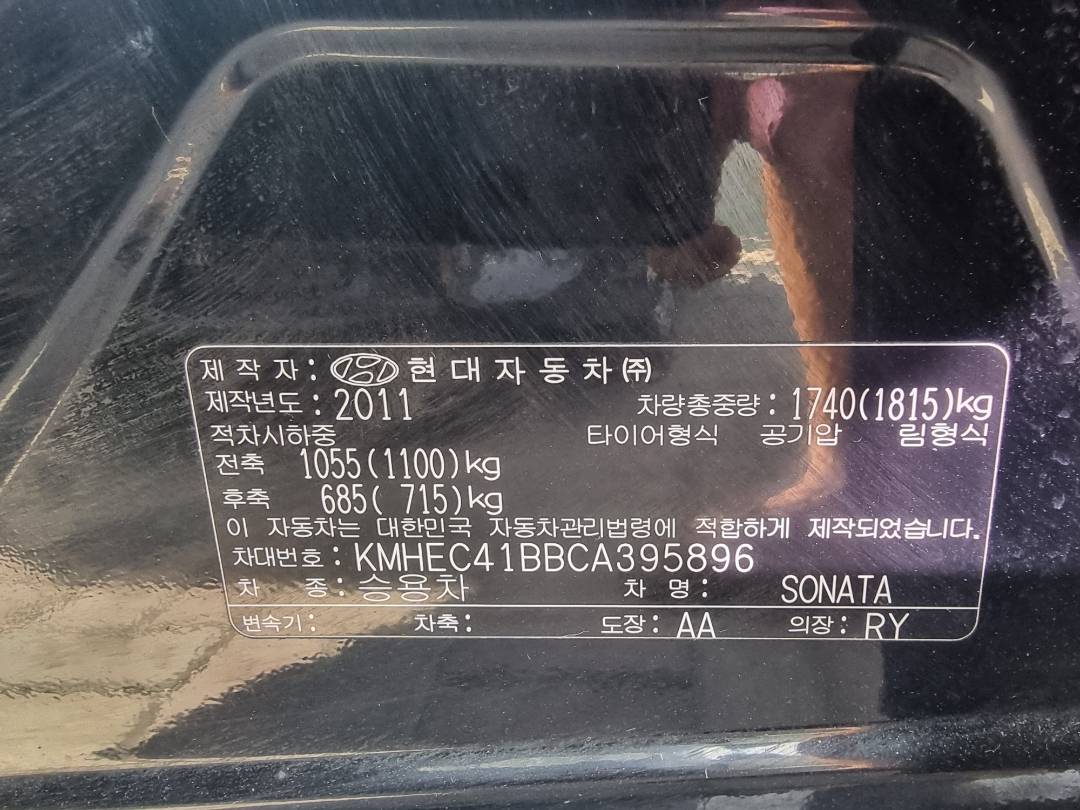 제작자: 현대자동차㈜
제작년도: 2011 차량총중량: 1740(1815)kg
적차시하중 타이어형식 공기압 림형식
전축 1055(1100)kg
후축 685( 715)kg
이 자동차는 대한민국 자동차관리법령에 적합하게 제작되었습니다.
차대번호: KMHEC41BBCA395896
차 종: 승용차 차 명: SONATA
변속기: 차축: 도장: AA 의장: RY